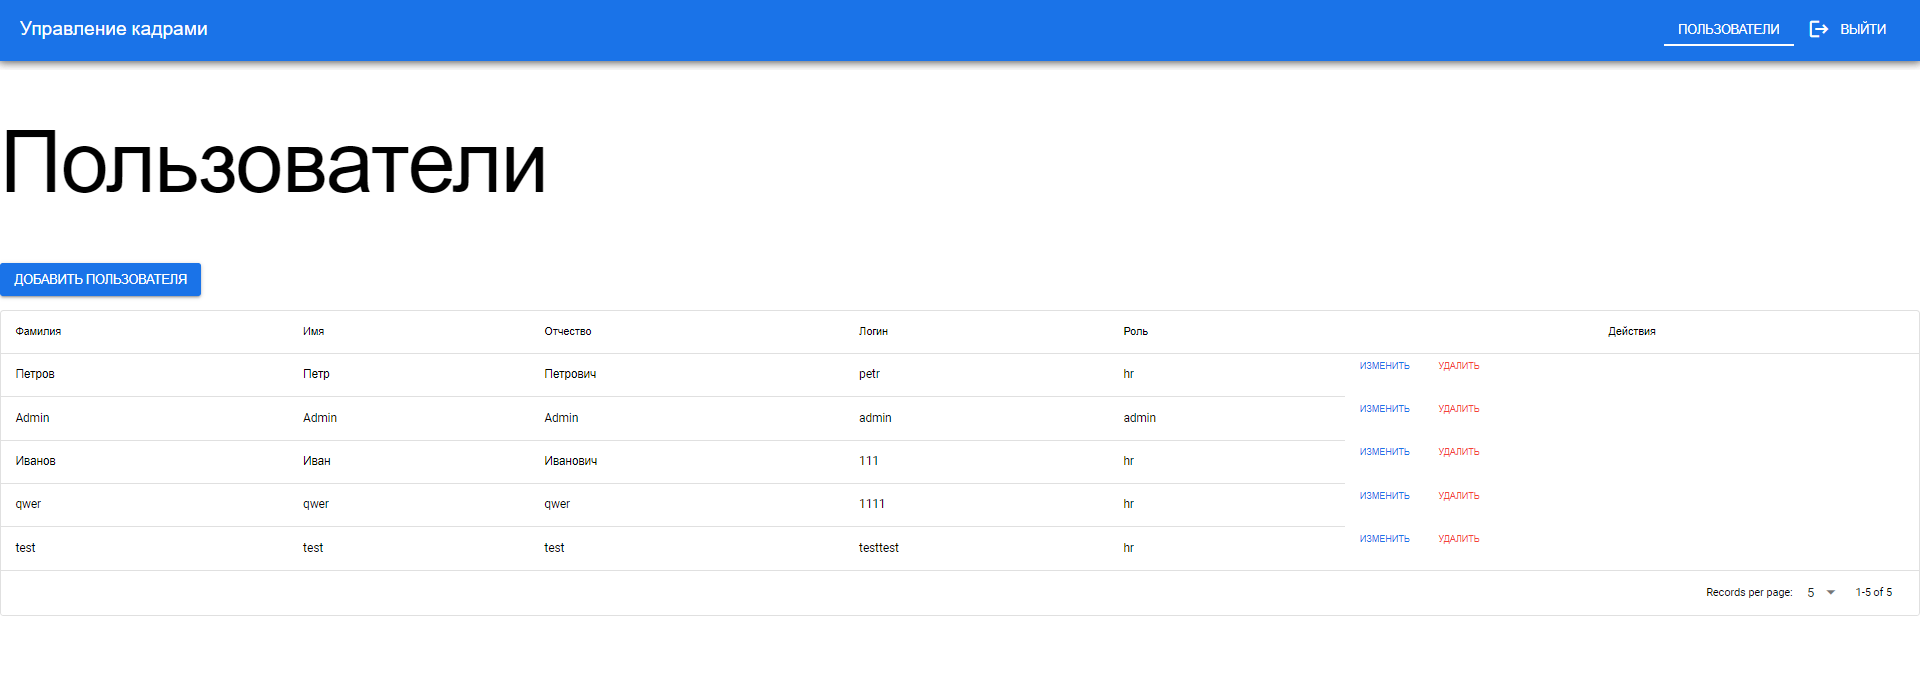 Управление кадрами ПОЛЬЗОВАТЕЛИ ВЫЙТИ
Пользователи
ДОБАВИТЬ ПОЛЬЗОВАТЕЛЯ
Фамилия Имя Отчество Логин Роль Действия
Петров Петр Петрович petr hr ИЗМЕНИТЬ УДАЛИТЬ
Admin Admin Admin admin admin ИЗМЕНИТЬ УДАЛИТЬ
Иванов Иван Иванович 111 hr ИЗМЕНИТЬ УДАЛИТЬ
qwer qwer qwer 1111 hr ИЗМЕНИТЬ УДАЛИТЬ
test test test testtest hr ИЗМЕНИТЬ УДАЛИТЬ
Records per page: 5 1-5 of 5